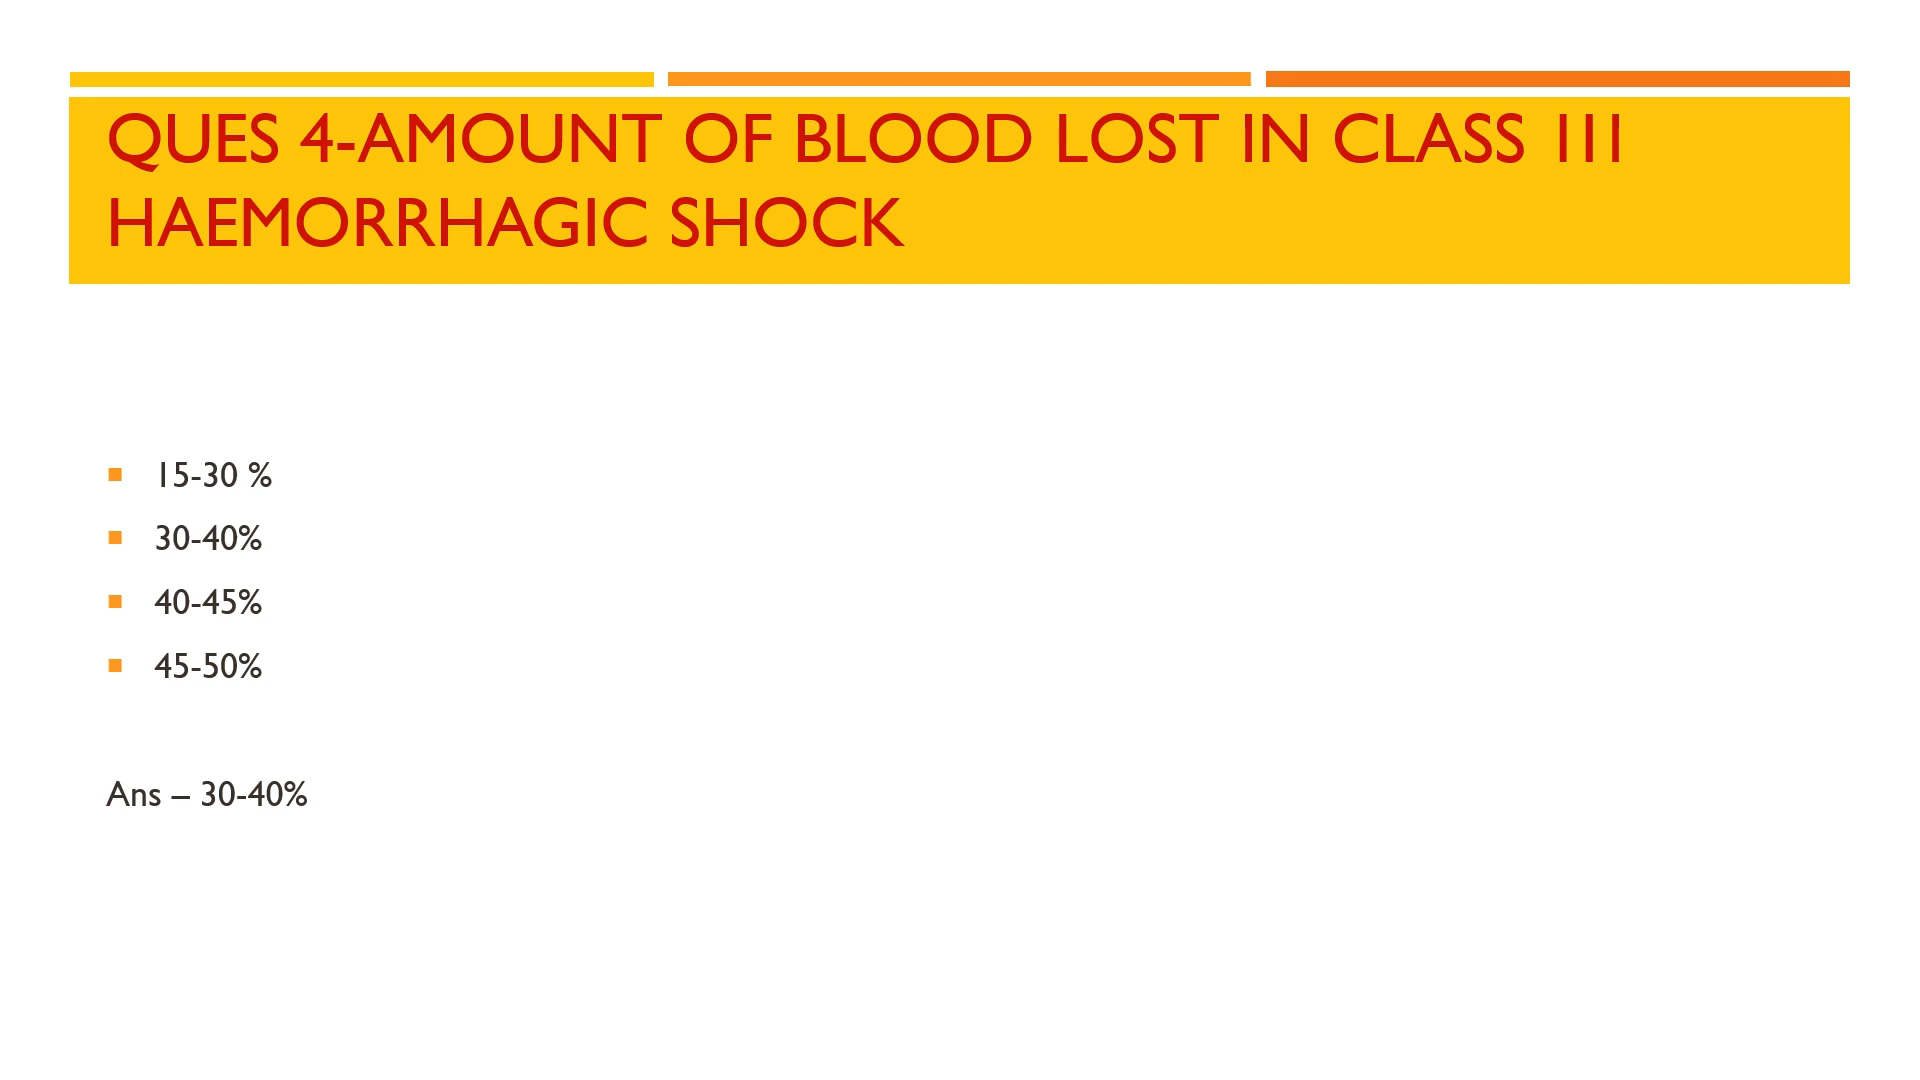 QUES 4-AMOUNT OF BLOOD LOST IN CLASS 111
HAEMORRHAGIC SHOCK
15-30 %
30-40%
40-45%
45-50%
Ans – 30-40%